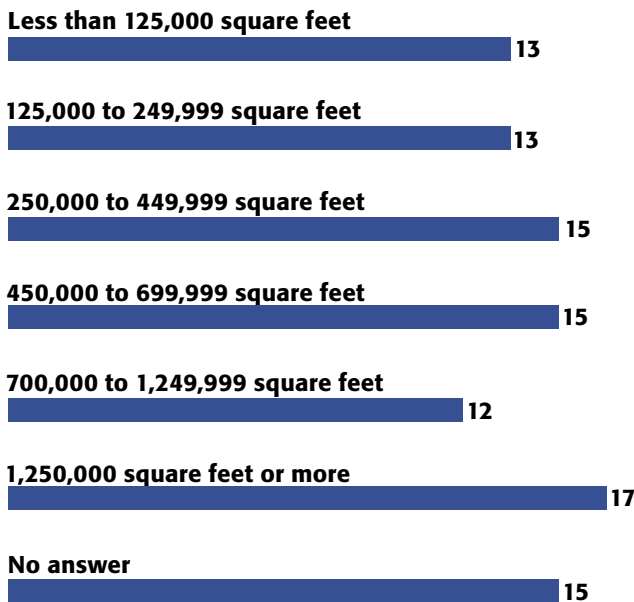 Less than 125,000 square feet
13
125,000 to 249,999 square feet
13
250,000 to 449,999 square feet
15
450,000 to 699,999 square feet
15
700,000 to 1,249,999 square feet
12
1,250,000 square feet or more
17
No answer
15